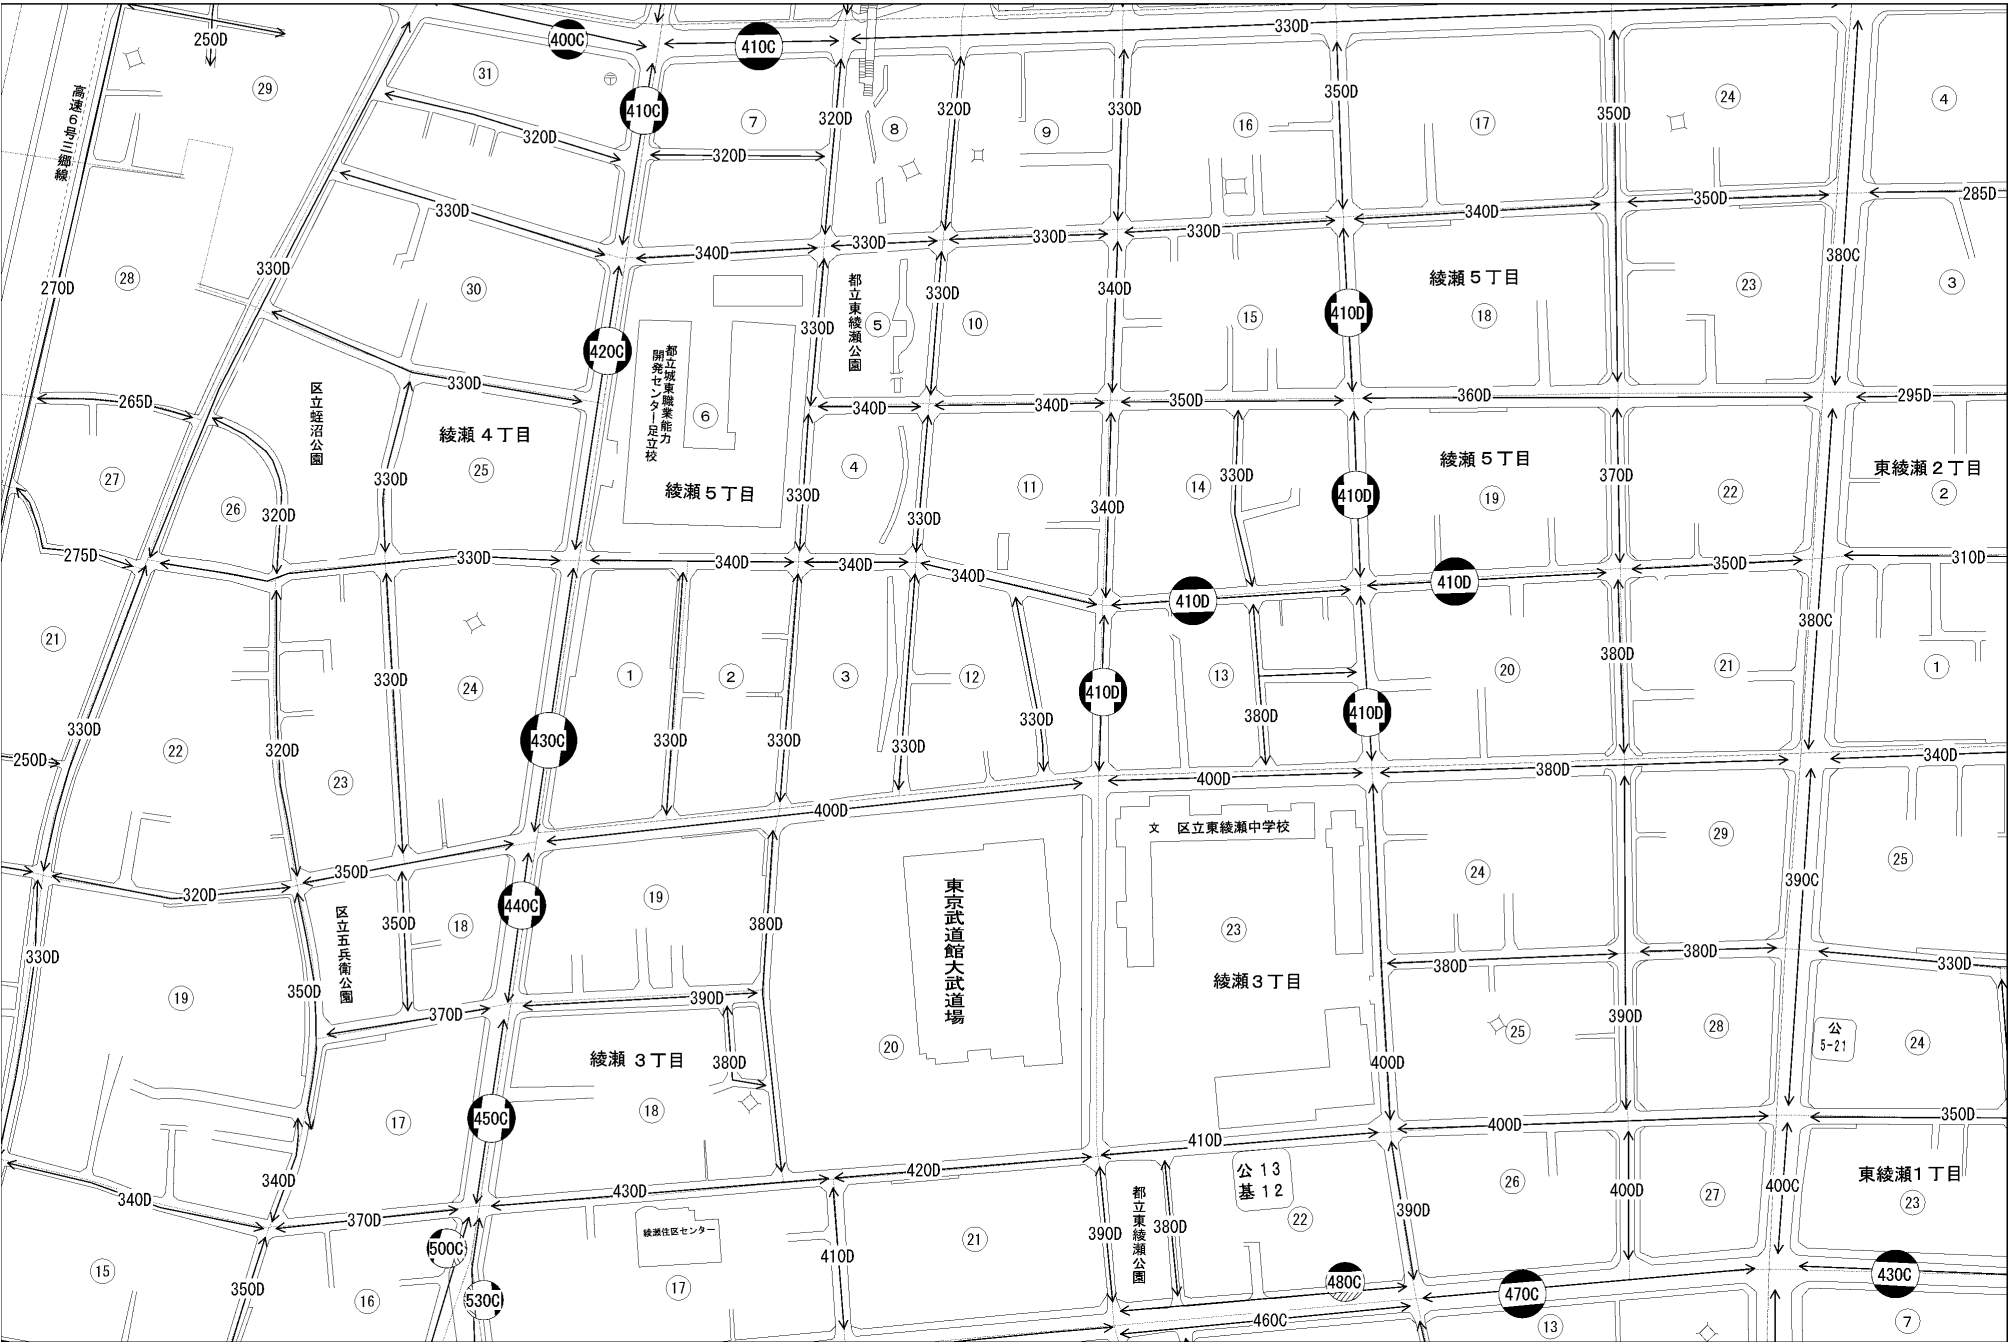 250D
400C
410C
330D
高速6号三郷線
29
31
〒
410C
7
320D
8
320D
9
330D
16
350D
17
350D
24
4
320D
320D
330D
340D
330D
330D
330D
340D
350D
285D
270D
28
330D
30
420C
330D
都立東綾瀬公園
5
330D
10
340D
15
410D
綾瀬5丁目
18
380C
23
3
都立城東職業能力
開発センター足立校
6
265D
区立蛭沼公園
330D
綾瀬4丁目
25
340D
340D
350D
360D
295D
27
26
320D
330D
綾瀬5丁目
330D
4
330D
11
340D
14
330D
410D
綾瀬5丁目
19
370D
22
東綾瀬2丁目
2
275D
330D
340D
340D
340D
410D
410D
350D
310D
21
330D
24
1
2
3
12
410D
13
20
380D
21
380C
1
330D
22
320D
430C
330D
330D
330D
330D
380D
410D
250D
23
400D
400D
380D
340D
文 区立東綾瀬中学校
29
25
320D
350D
350D
18
440C
19
380D
東京武道館大武道場
23
24
390C
330D
19
350D
区立五兵衛公園
370D
390D
綾瀬3丁目
380D
380D
330D
綾瀬3丁目
380D
20
400D
25
390D
28
公
5-21
24
17
450C
18
410D
400D
350D
340D
340D
370D
430D
420D
公13
基12
390D
26
400D
27
400C
東綾瀬1丁目
23
500C
綾瀬住区センター
410D
21
390D
都立東綾瀬公園
380D
22
15
350D
16
530C
17
480C
460C
470C
13
430C
7